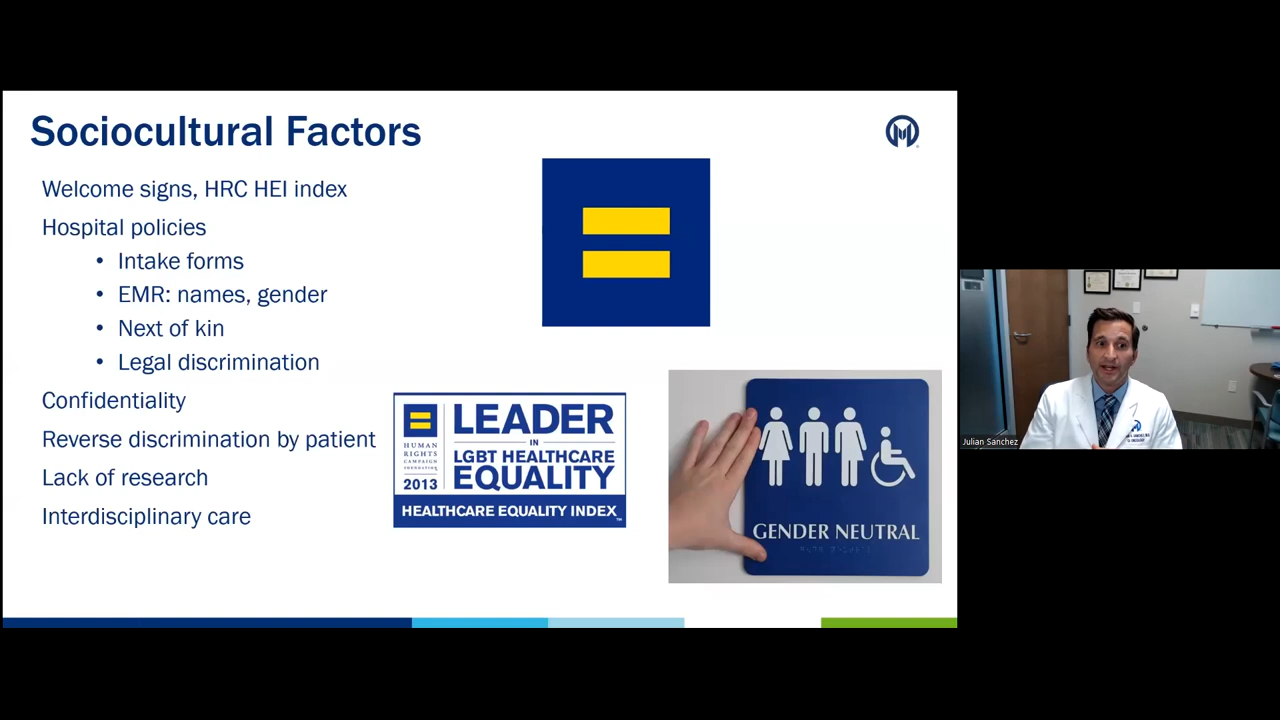 Sociocultural Factors
Welcome signs, HRC HEI index
Hospital policies
• Intake forms
• EMR: names, gender
• Next of kin
• Legal discrimination
Confidentiality
Reverse discrimination by patient
Lack of research
Interdisciplinary care
HUMAN
RIGHTS
CAMPAIGN
FOUNDATION
2013
LEADER
IN
LGBT HEALTHCARE
EQUALITY
HEALTHCARE EQUALITY INDEX™
GENDER NEUTRAL
Julian Sanchez